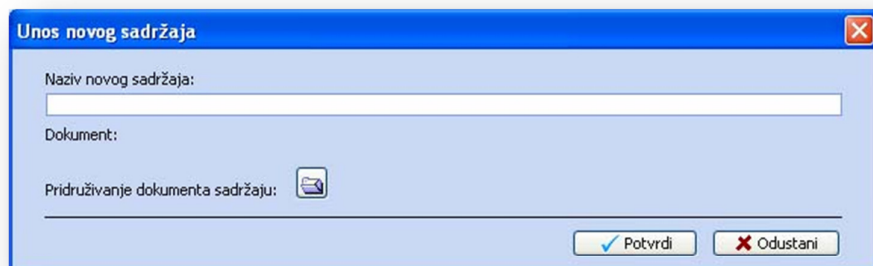 Unos novog sadržaja
Naziv novog sadržaja:
Dokument:
Pridruživanje dokumenta sadržaju:
Potvrdi Odustani